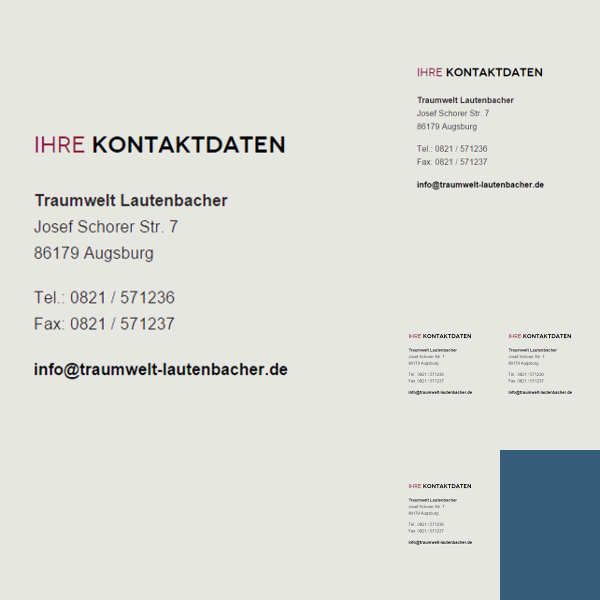 IHRE KONTAKTDATEN
Traumwelt Lautenbacher
Josef Schorer Str. 7
86179 Augsburg
Tel.: 0821 / 571236
Fax: 0821 / 571237
info@traumwelt-lautenbacher.de
IHRE KONTAKTDATEN
Traumwelt Lautenbacher
Josef Schorer Str. 7
86179 Augsburg
Tel.: 0821 / 571236
Fax: 0821 / 571237
info@traumwelt-lautenbacher.de
IHRE KONTAKTDATEN
Traumwelt Lautenbacher
Josef Schorer Str. 7
86179 Augsburg
Tel.: 0821 / 571236
Fax: 0821 / 571237
info@traumwelt-lautenbacher.de
IHRE KONTAKTDATEN
Traumwelt Lautenbacher
Josef Schorer Str. 7
86179 Augsburg
Tel.: 0821 / 571236
Fax: 0821 / 571237
info@traumwelt-lautenbacher.de
IHRE KONTAKTDATEN
Traumwelt Lautenbacher
Josef Schorer Str. 7
86179 Augsburg
Tel.: 0821 / 571236
Fax: 0821 / 571237
info@traumwelt-lautenbacher.de